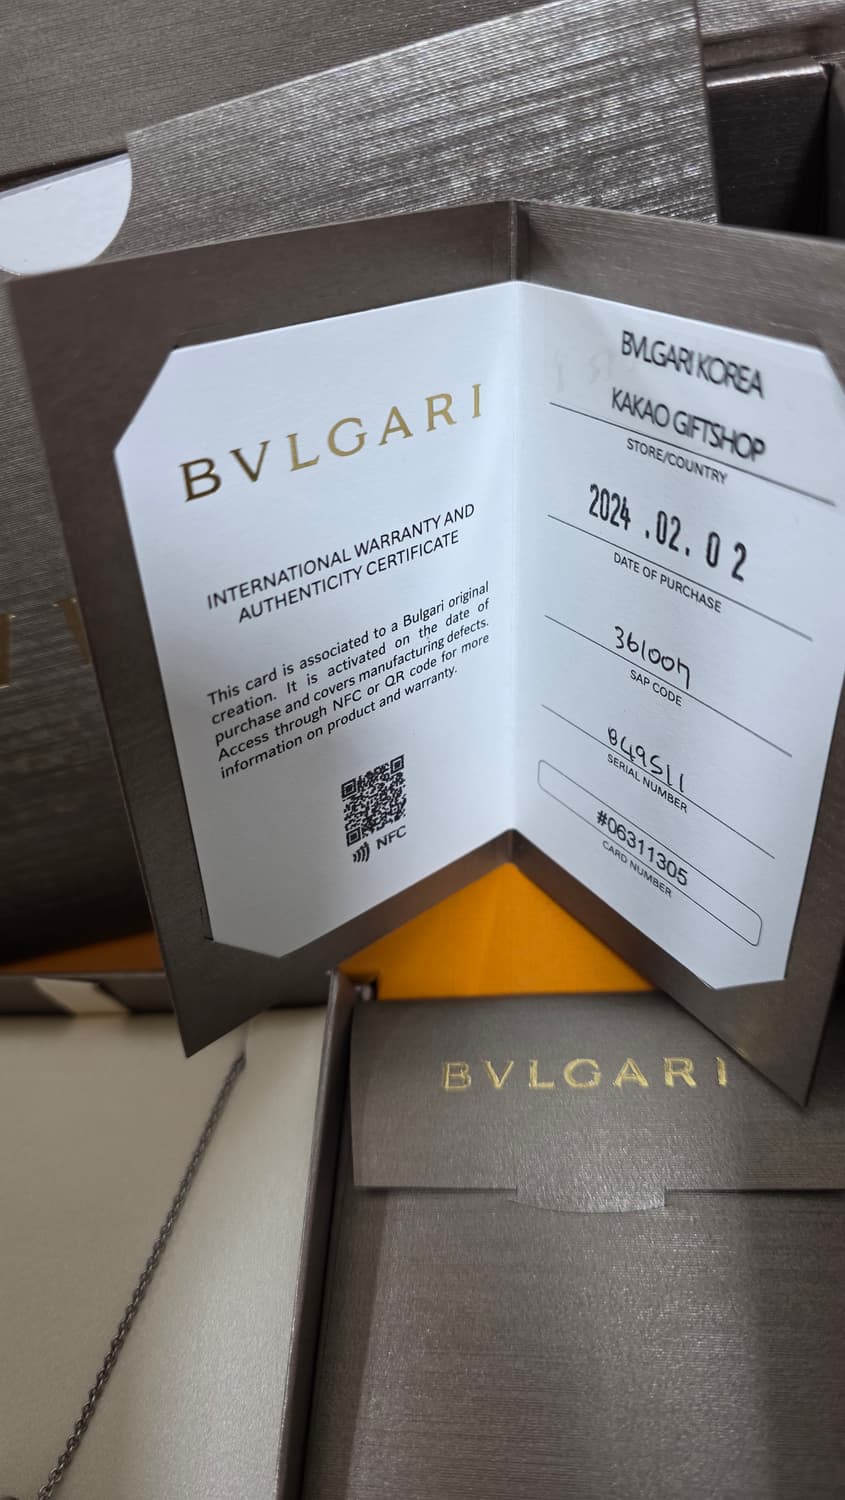 BVLGARI
INTERNATIONAL WARRANTY AND
AUTHENTICITY CERTIFICATE
This card is associated to a Bulgari original
creation. It is activated on the date of
purchase and covers manufacturing defects.
Access through NFC or QR code for more
information on product and warranty.
NFC
BVLGARI KOREA
KAKAO GIFTSHOP
STORE/COUNTRY
2024 .02. 02
DATE OF PURCHASE
SAP CODE
849511
SERIAL NUMBER
#06311305
CARD NUMBER
BVLGARI